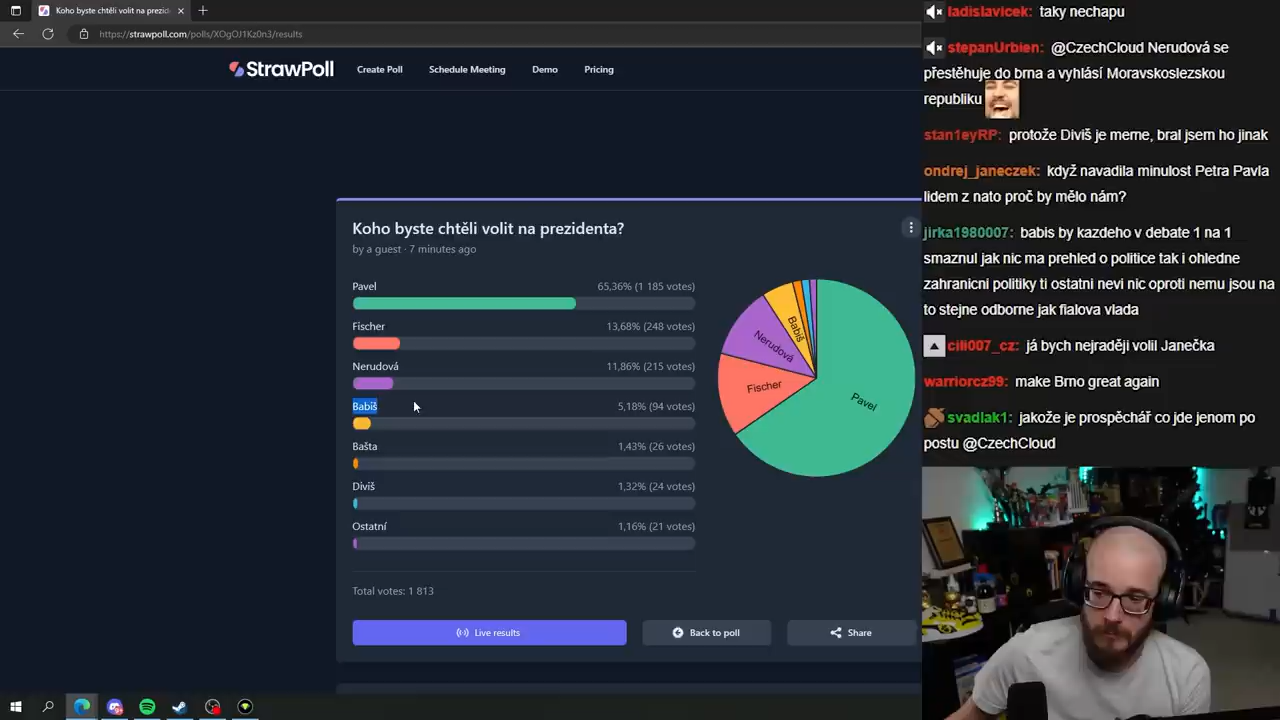 Koho byste chtěli volit na prezid
https://strawpoll.com/polls/XOgOJ1Kz0n3/results
StrawPoll
Create Poll
Schedule Meeting
Demo
Pricing
Koho byste chtěli volit na prezidenta?
by a guest · 7 minutes ago
Pavel
65,36% (1 185 votes)
Fischer
13,68% (248 votes)
Nerudová
11,86% (215 votes)
Babiš
5,18% (94 votes)
Bašta
1,43% (26 votes)
Diviš
1,32% (24 votes)
Ostatní
1,16% (21 votes)
Total votes: 1 813
Live results
Back to poll
Share
Babiš
Nerudová
Fischer
Pavel
ladislavicek: taky nechapu
stepanUrbien: @CzechCloud Nerudová se
přestěhuje do brna a vyhlásí Moravskoslezskou
republiku
stan1eyRP: protože Diviš je meme, bral jsem ho jinak
ondrej_janeczek: když navadila minulost Petra Pavla
lidem z nato proč by mělo nám?
jirka1980007: babis by kazdeho v debate 1 na 1
smaznul jak nic ma prehled o politice tak i ohledne
zahranicni politiky ti ostatni nevi nic oproti nemu jsou na
to stejne odborne jak fialova vlada
cili007_cz: já bych nejraději volil Janečka
warriorcz99: make Brno great again
svadlak1: jakože je prospěchář co jde jenom po
postu @CzechCloud